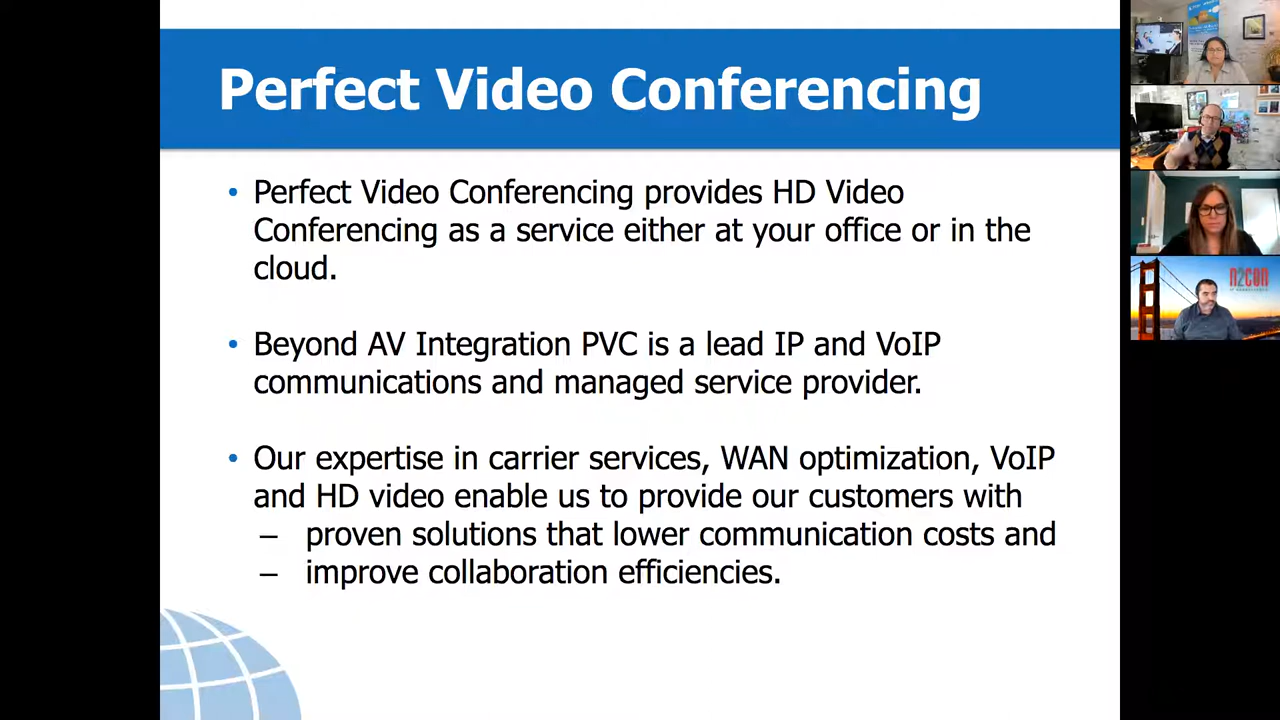 Perfect Video Conferencing
• Perfect Video Conferencing provides HD Video
Conferencing as a service either at your office or in the
cloud.
• Beyond AV Integration PVC is a lead IP and VoIP
communications and managed service provider.
• Our expertise in carrier services, WAN optimization, VoIP
and HD video enable us to provide our customers with
– proven solutions that lower communication costs and
– improve collaboration efficiencies.
N2CON